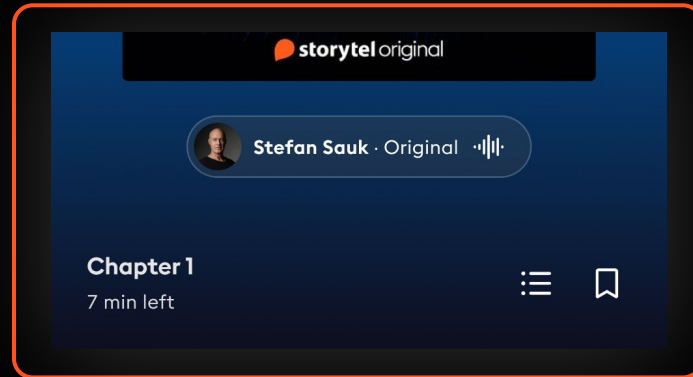 storytel original
Stefan Sauk · Original
Chapter 1
7 min left